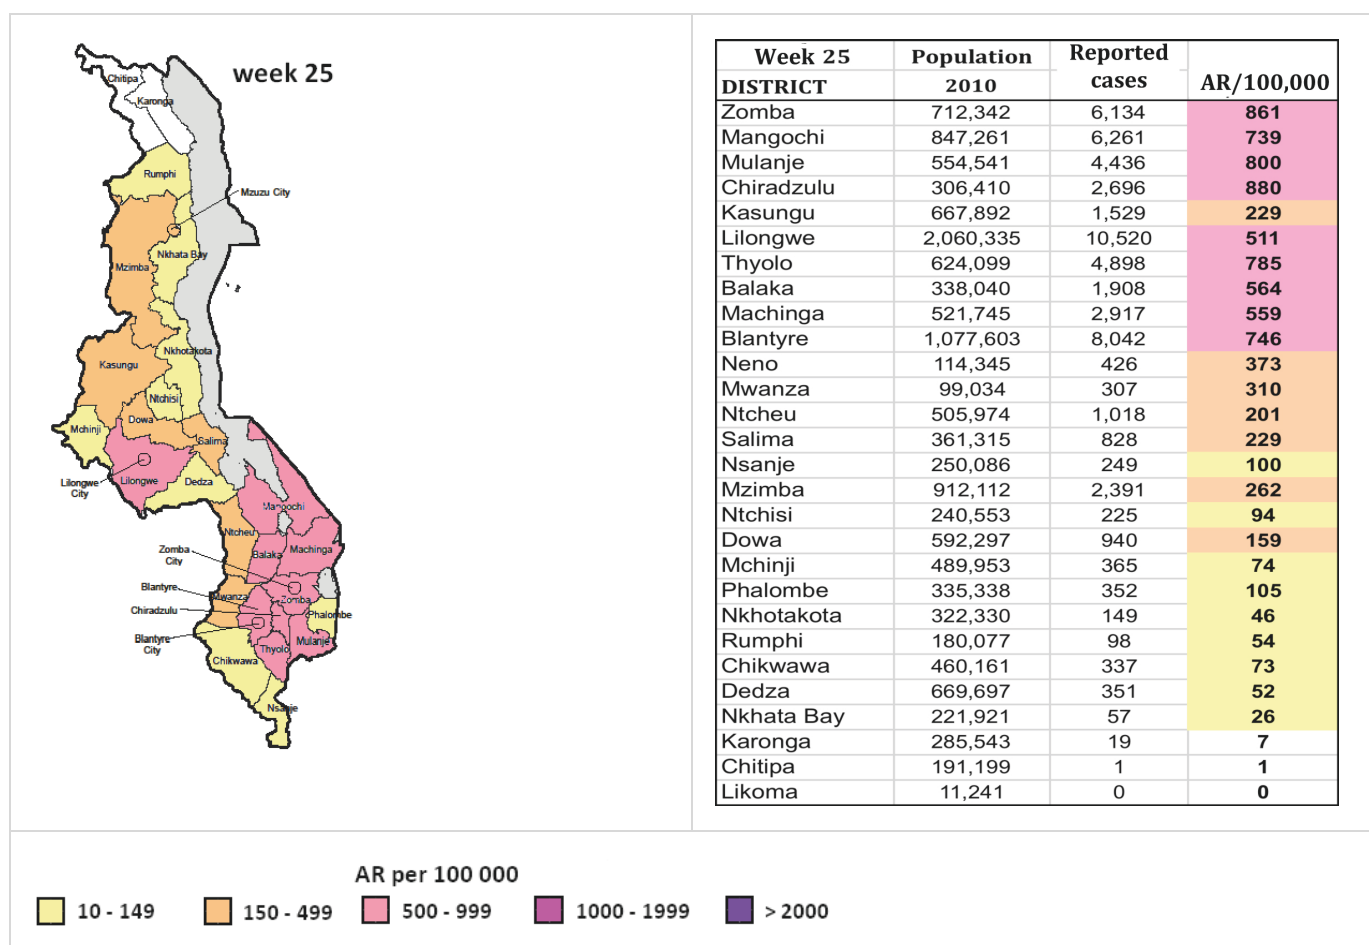 week 25
Chitipa
Karonga
Rumphi
Mzuzu City
Nkhata Bay
Mzimba
Nkhotakota
Kasungu
Ntchisi
Dowa
Mchinji
Salima
Lilongwe
City
Lilongwe
Dedza
Mangochi
Ntcheu
Zomba
City
Balaka
Machinga
Blantyre
Mwanza
Zomba
Chiradzulu
Phalombe
Blantyre
City
Mulanje
Thyolo
Chikwawa
Nsanje
Week 25 Population Reported
DISTRICT 2010 cases AR/100,000
Zomba 712,342 6,134 861
Mangochi 847,261 6,261 739
Mulanje 554,541 4,436 800
Chiradzulu 306,410 2,696 880
Kasungu 667,892 1,529 229
Lilongwe 2,060,335 10,520 511
Thyolo 624,099 4,898 785
Balaka 338,040 1,908 564
Machinga 521,745 2,917 559
Blantyre 1,077,603 8,042 746
Neno 114,345 426 373
Mwanza 99,034 307 310
Ntcheu 505,974 1,018 201
Salima 361,315 828 229
Nsanje 250,086 249 100
Mzimba 912,112 2,391 262
Ntchisi 240,553 225 94
Dowa 592,297 940 159
Mchinji 489,953 365 74
Phalombe 335,338 352 105
Nkhotakota 322,330 149 46
Rumphi 180,077 98 54
Chikwawa 460,161 337 73
Dedza 669,697 351 52
Nkhata Bay 221,921 57 26
Karonga 285,543 19 7
Chitipa 191,199 1 1
Likoma 11,241 0 0
AR per 100 000
10 - 149 150 - 499 500 - 999 1000 - 1999 > 2000